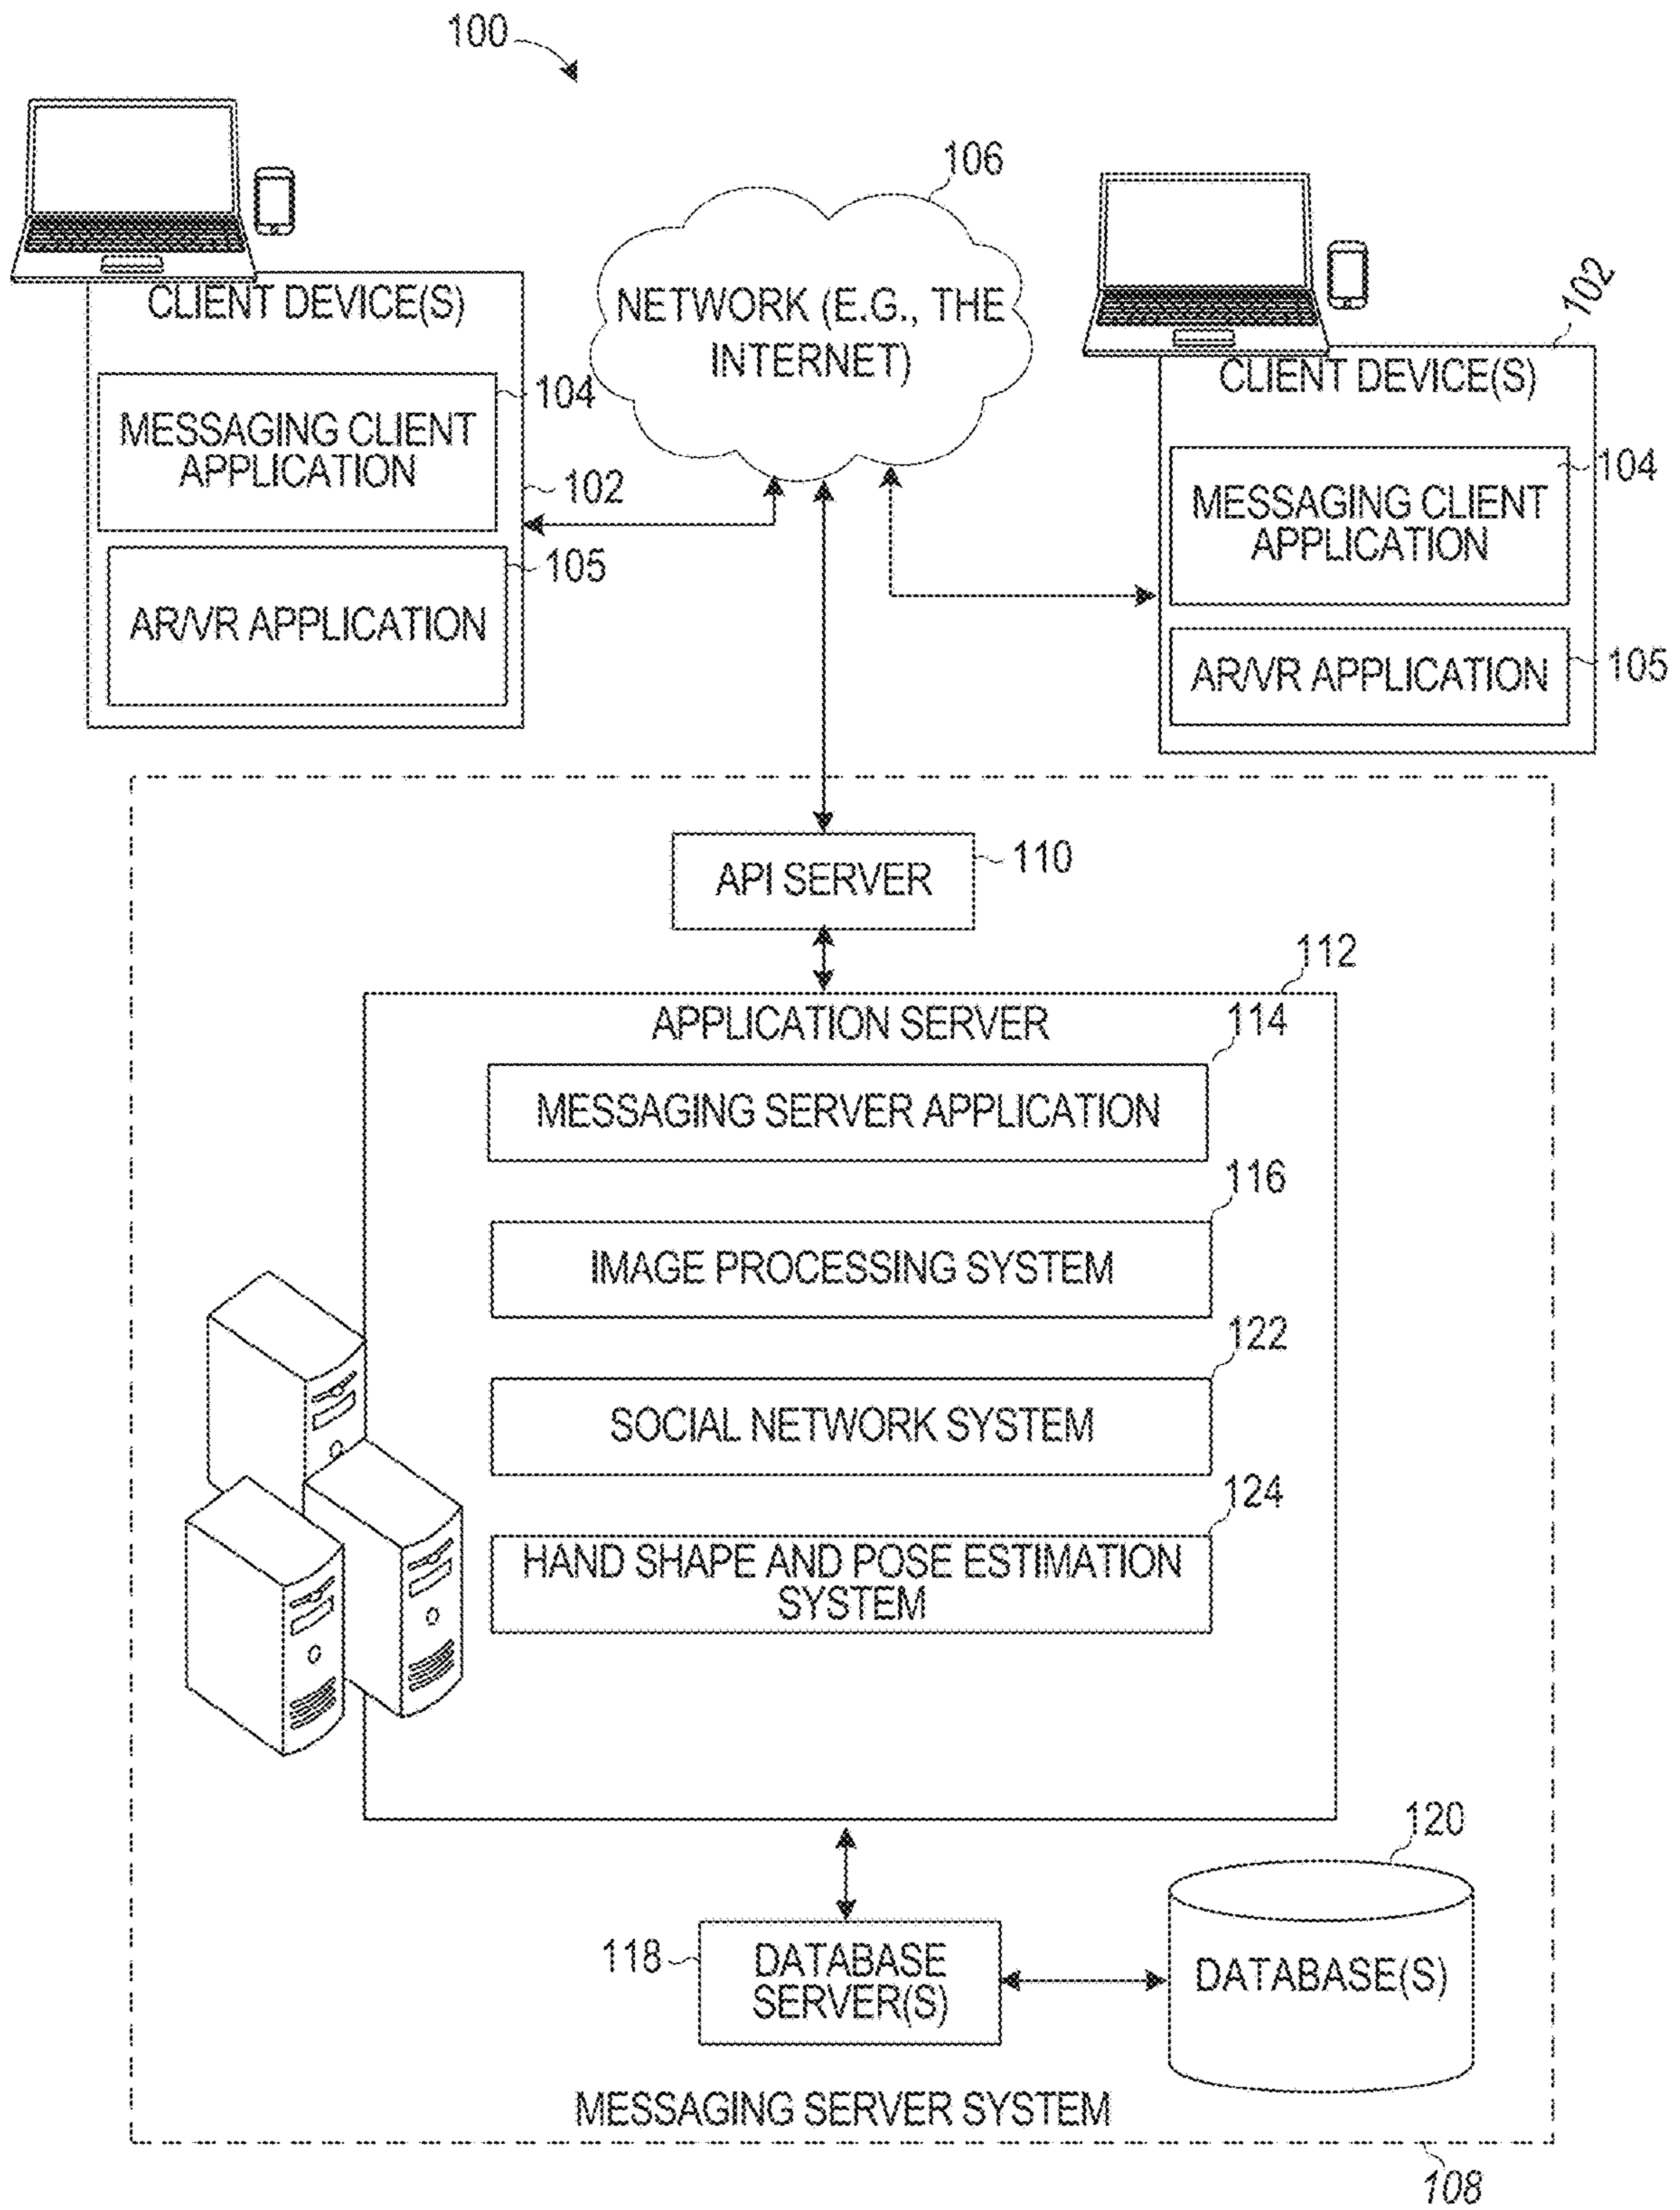 100
106
CLIENT DEVICE(S)
104
MESSAGING CLIENT
APPLICATION
102
105
AR/VR APPLICATION
NETWORK (E.G., THE
INTERNET)
102
CLIENT DEVICE(S)
104
MESSAGING CLIENT
APPLICATION
105
AR/VR APPLICATION
API SERVER
110
112
APPLICATION SERVER
114
MESSAGING SERVER APPLICATION
116
IMAGE PROCESSING SYSTEM
122
SOCIAL NETWORK SYSTEM
124
HAND SHAPE AND POSE ESTIMATION
SYSTEM
120
118
DATABASE
SERVER(S)
DATABASE(S)
MESSAGING SERVER SYSTEM
108